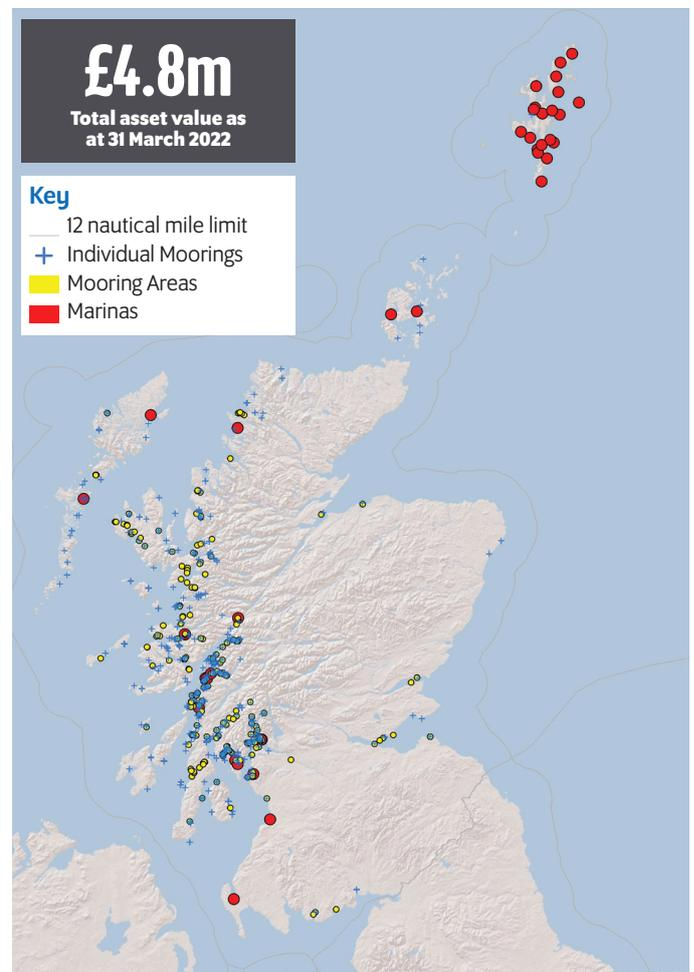 £4.8m
Total asset value as
at 31 March 2022
Key
12 nautical mile limit
Individual Moorings
Mooring Areas
Marinas